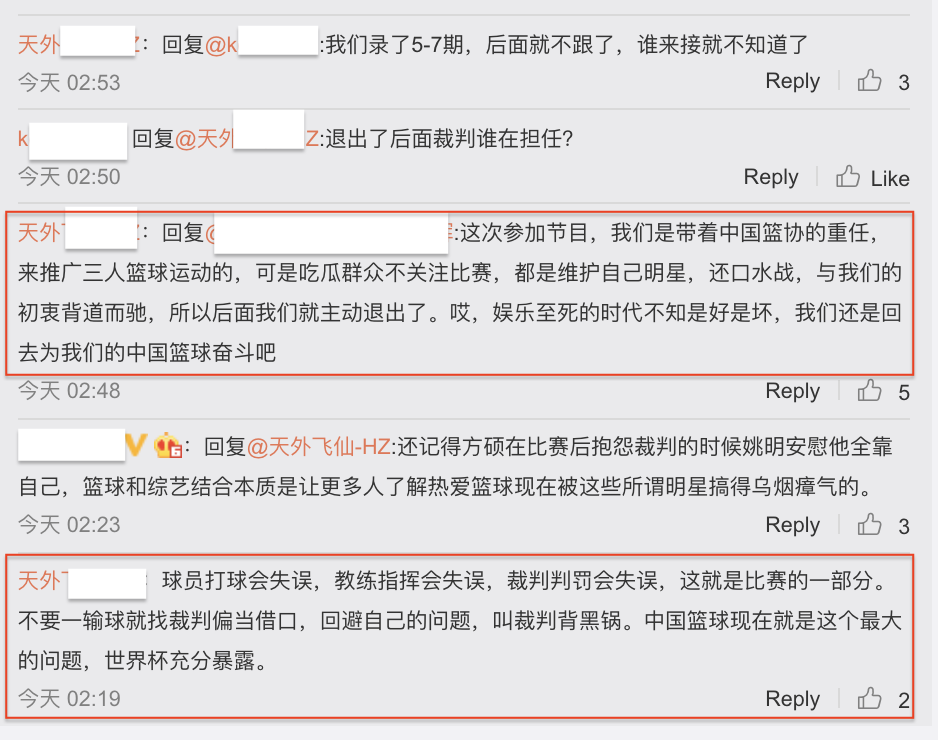 天外 : 回复@k :我们录了5-7期，后面就不跟了，谁来接就不知道了
今天 02:53 Reply 3
k 回复@天外 Z:退出了后面裁判谁在担任?
今天 02:50 Reply Like
天外 : 回复@ :这次参加节目，我们是带着中国篮协的重任，
来推广三人篮球运动的，可是吃瓜群众不关注比赛，都是维护自己明星，还口水战，与我们的
初衷背道而驰，所以后面我们就主动退出了。哎，娱乐至死的时代不知是好是坏，我们还是回
去为我们的中国篮球奋斗吧
今天 02:48 Reply 5
: 回复@天外飞仙-HZ:还记得方硕在比赛后抱怨裁判的时候姚明安慰他全靠
自己，篮球和综艺结合本质是让更多人了解热爱篮球现在被这些所谓明星搞得乌烟瘴气的。
今天 02:23 Reply 3
天外 : 球员打球会失误，教练指挥会失误，裁判判罚会失误，这就是比赛的一部分。
不要一输球就找裁判偏当借口，回避自己的问题，叫裁判背黑锅。中国篮球现在就是这个最大
的问题，世界杯充分暴露。
今天 02:19 Reply 2